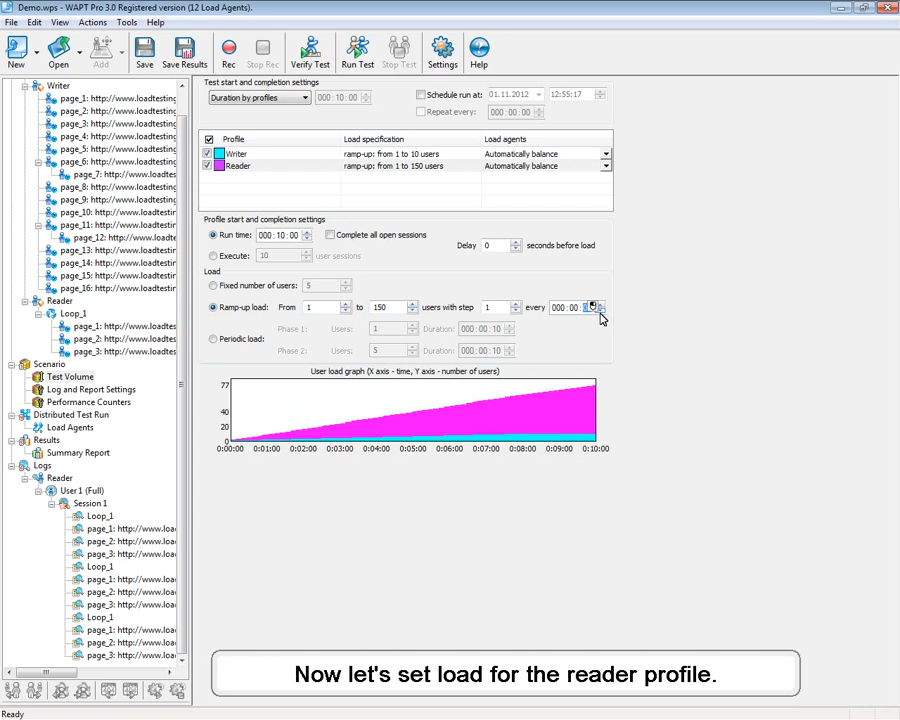 Demo.wps - WAPT Pro 3.0 Registered version (12 Load Agents).
File Edit View Actions Tools Help
New Open Add Save Save Results Rec Stop Rec Verify Test Run Test Stop Test Settings Help
Writer
page_1: http://www.loadtesting
page_2: http://www.loadtesting
page_3: http://www.loadtesting
page_4: http://www.loadtesting
page_5: http://www.loadtesting
page_6: http://www.loadtesting
page_7: http://www.loadtes
page_8: http://www.loadtesting
page_9: http://www.loadtesting
page_10: http://www.loadtestin
page_11: http://www.loadtestin
page_12: http://www.loadte
page_13: http://www.loadtestin
page_14: http://www.loadtestin
page_15: http://www.loadtestin
page_16: http://www.loadtestin
Reader
Loop_1
page_1: http://www.loadtes
page_2: http://www.loadtes
page_3: http://www.loadtes
Scenario
Test Volume
Log and Report Settings
Performance Counters
Distributed Test Run
Load Agents
Results
Summary Report
Logs
Reader
User 1 (Full)
Session 1
Loop_1
page_1: http://www.loa
page_2: http://www.loa
page_3: http://www.loa
Loop_1
page_1: http://www.loa
page_2: http://www.loa
page_3: http://www.loa
Loop_1
page_1: http://www.loa
page_2: http://www.loa
page_3: http://www.loa
Test start and completion settings
Duration by profiles 000 : 10 : 00 Schedule run at: 01.11.2012 12:55:17
Repeat every: 000 : 00 : 00
Profile Load specification Load agents
Writer ramp-up: from 1 to 10 users Automatically balance
Reader ramp-up: from 1 to 150 users Automatically balance
Profile start and completion settings
Run time: 000 : 10 : 00 Complete all open sessions
Delay 0 seconds before load
Execute: 10 user sessions
Load
Fixed number of users: 5
Ramp-up load: From 1 to 150 users with step 1 every 000 : 00 :
Phase 1: Users: 1 Duration: 000 : 00 : 10
Periodic load:
Phase 2: Users: 5 Duration: 000 : 00 : 10
User load graph (X axis - time, Y axis - number of users)
77
40
20
0
0:00:00 0:01:00 0:02:00 0:03:00 0:04:00 0:05:00 0:06:00 0:07:00 0:08:00 0:09:00 0:10:00
Now let's set load for the reader profile.
Ready